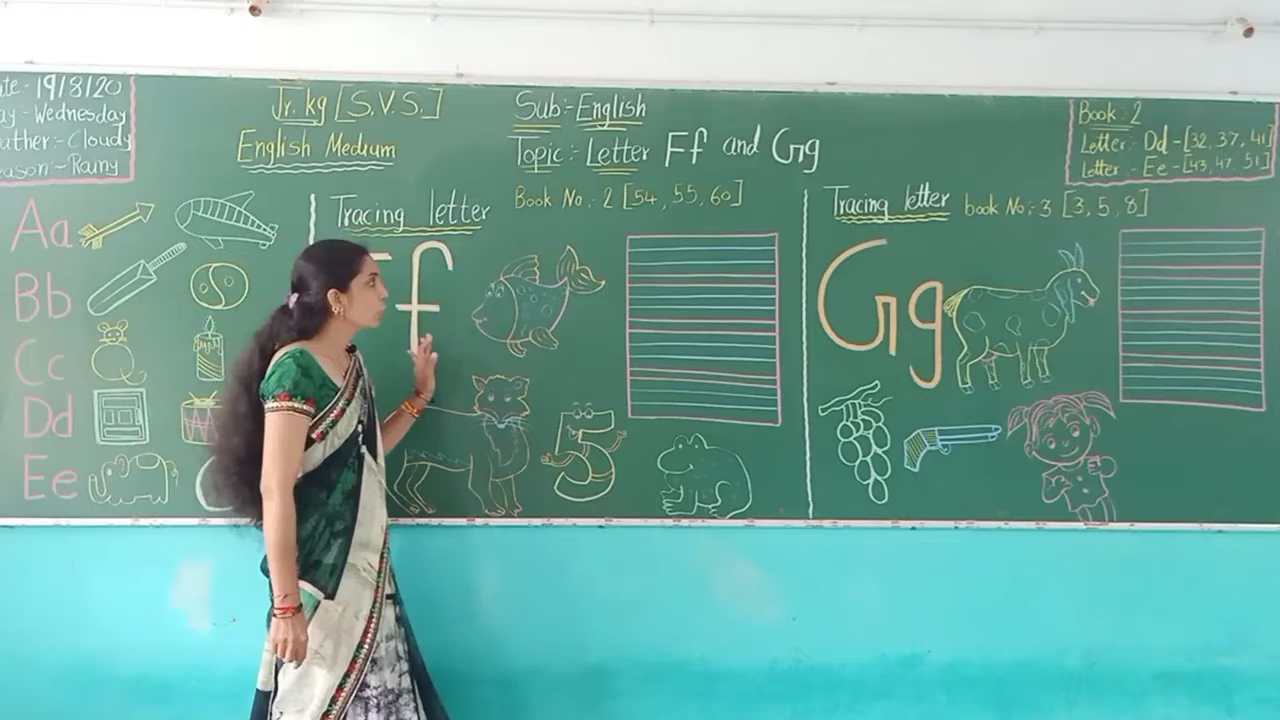 ate:- 19/8/20
ay:- Wednesday
ather:- Cloudy
eason:- Rainy
Jr. kg [S.V.S.]
English Medium
Sub:- English
Topic:- Letter Ff and Gg
Book No.- 2 [54, 55, 60]
Book: 2
Letter:- Dd -[32, 37, 41]
Letter:- Ee -[43, 47, 51]
Aa
Bb
Cc
Dd
Ee
Tracing letter
f
5
Tracing letter book No:- 3 [3, 5, 8]
Gg